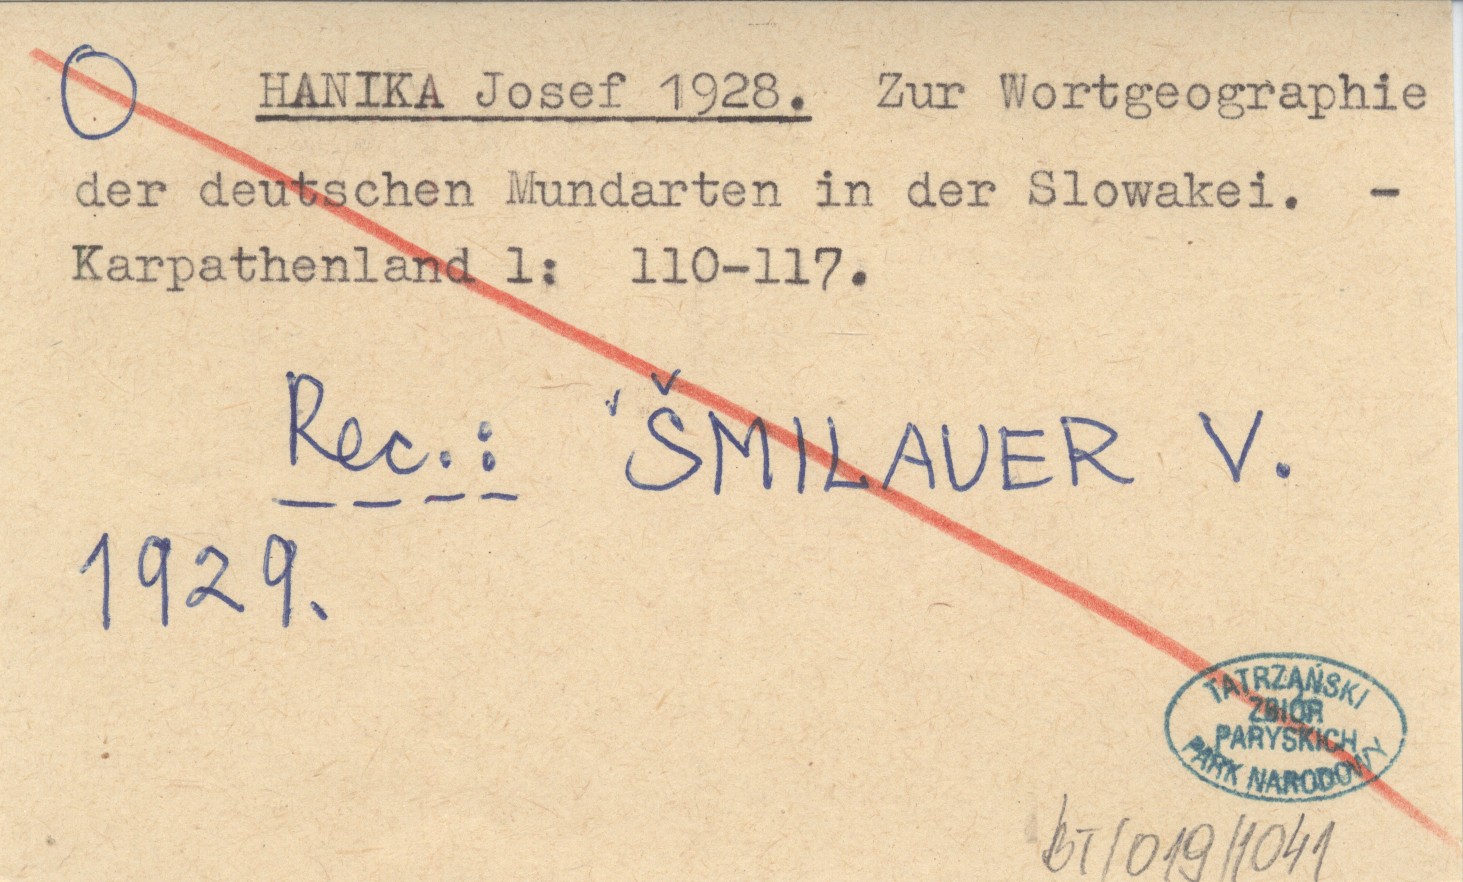 HANIKA Josef 1928. Zur Wortgeographie
der deutschen Mundarten in der Slowakei. -
Karpathenland 1: 110-117.
Rec.: ŠMILAUER V.
1929.
TATRZAŃSKI
ZBIÓR
PARYSKICH
PARK NARODOWY
BT/019/1041